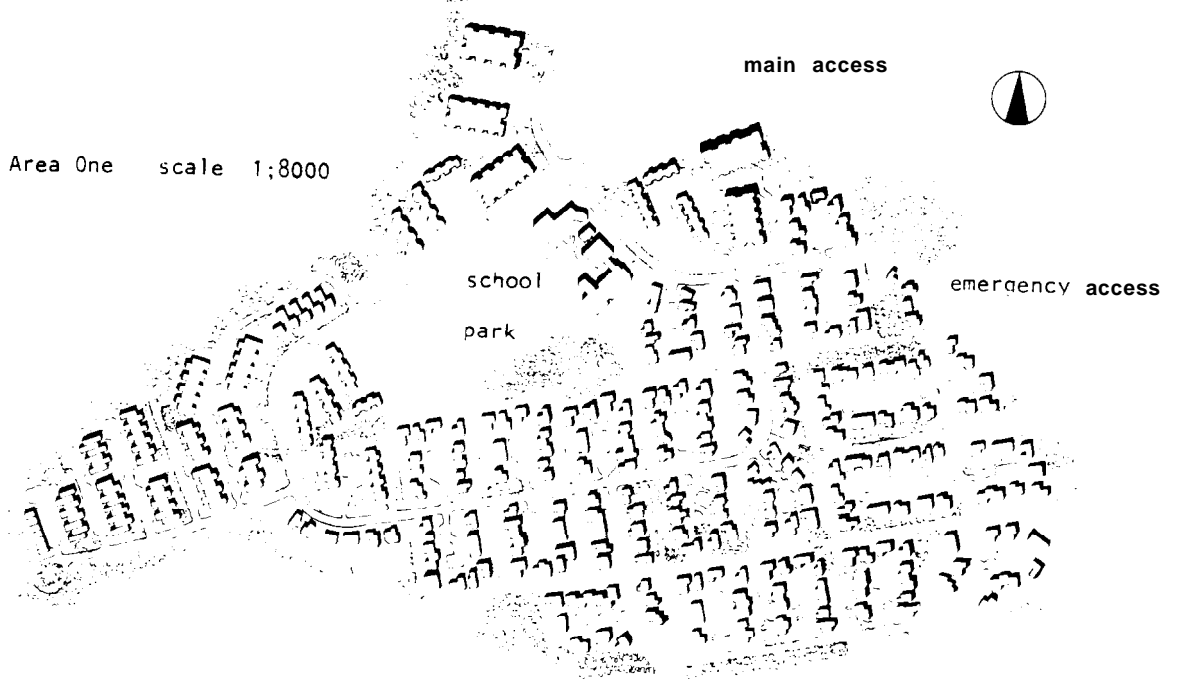 main access
Area One scale 1;8000
school
emergency access
park